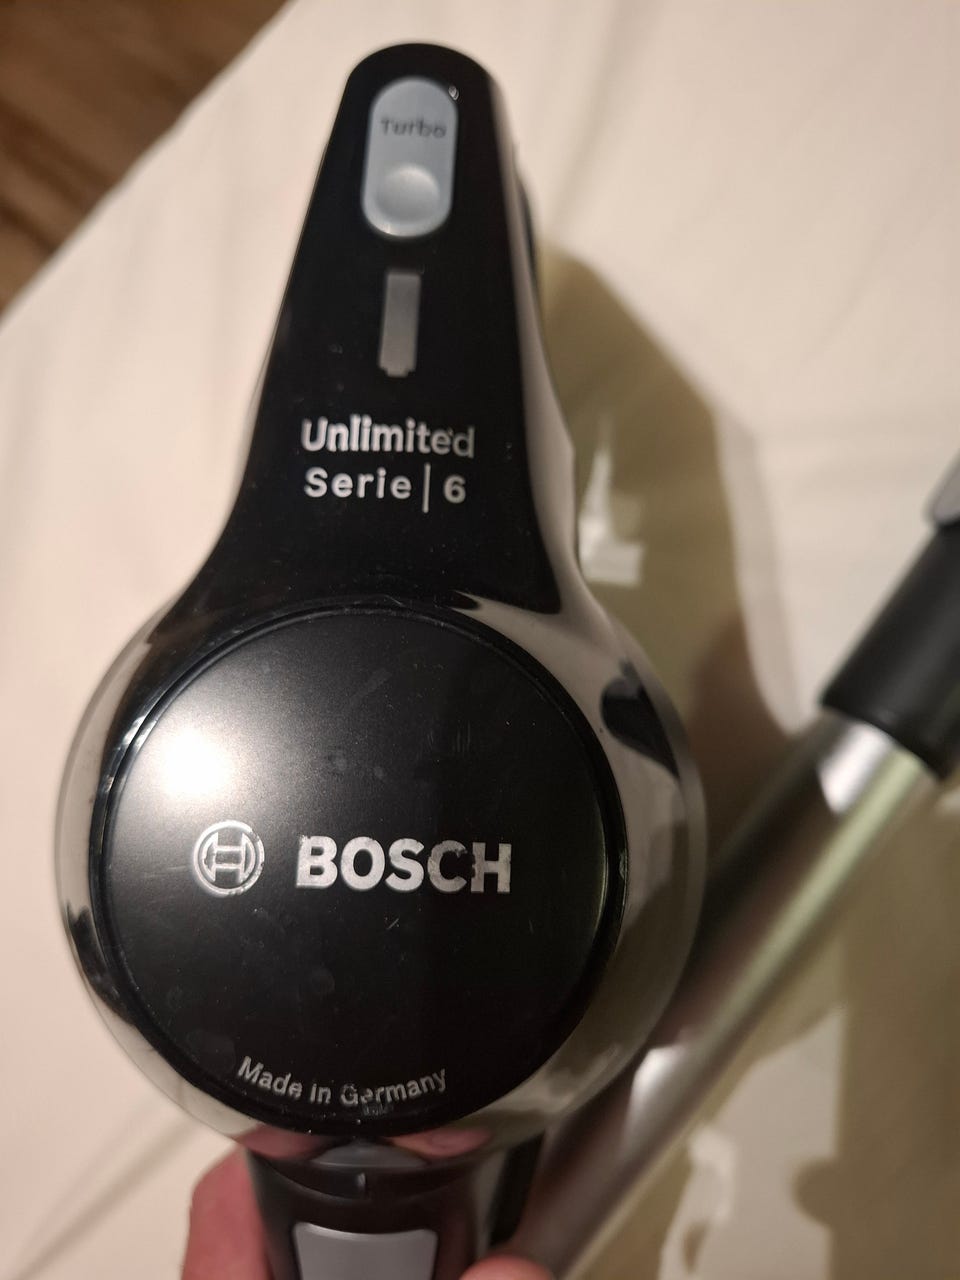 Turbo
Unlimited
Serie | 6
BOSCH
Made in Germany